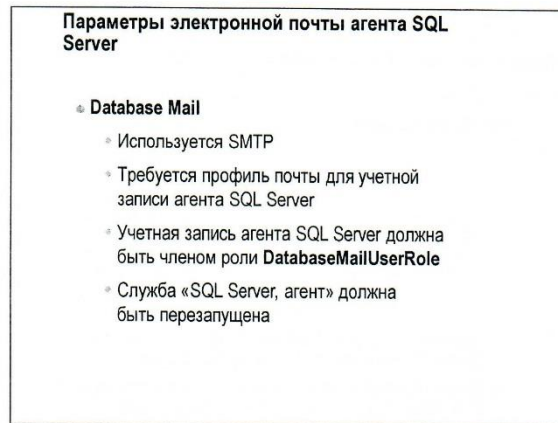 Параметры электронной почты агента SQL
Server
Database Mail
Используется SMTP
Требуется профиль почты для учетной
записи агента SQL Server
Учетная запись агента SQL Server должна
быть членом роли DatabaseMailUserRole
Служба «SQL Server, агент» должна
быть перезапущена